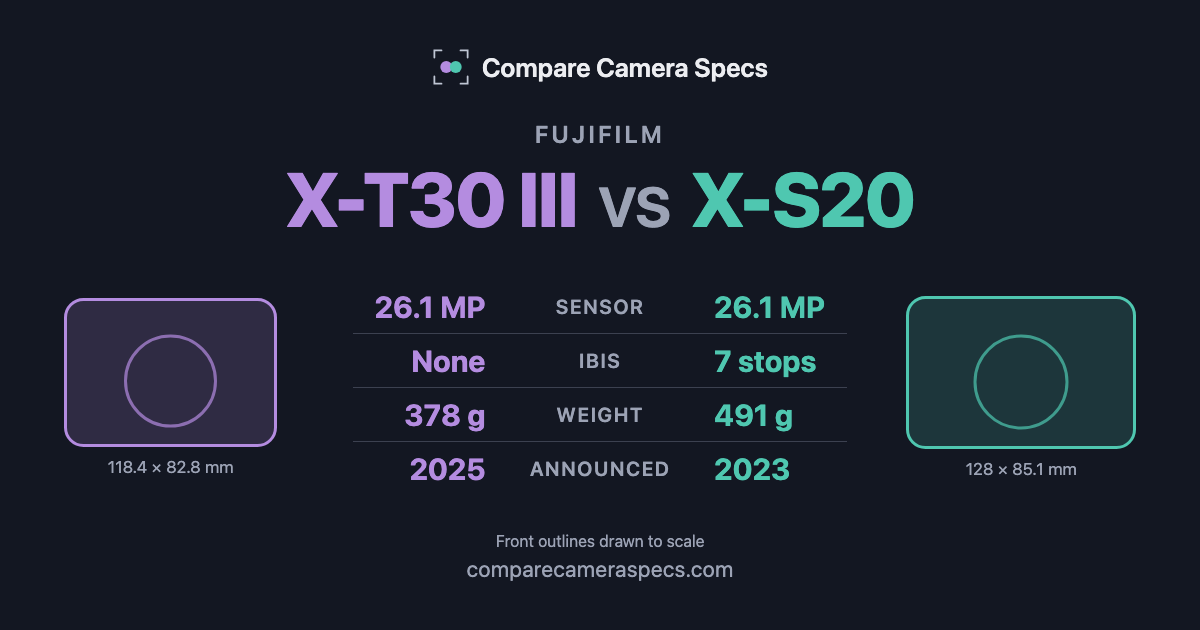 Compare Camera Specs
FUJIFILM
X-T30 III VS X-S20
26.1 MP SENSOR 26.1 MP
None IBIS 7 stops
378 g WEIGHT 491 g
2025 ANNOUNCED 2023
118.4 × 82.8 mm
128 × 85.1 mm
Front outlines drawn to scale
comparecameraspecs.com